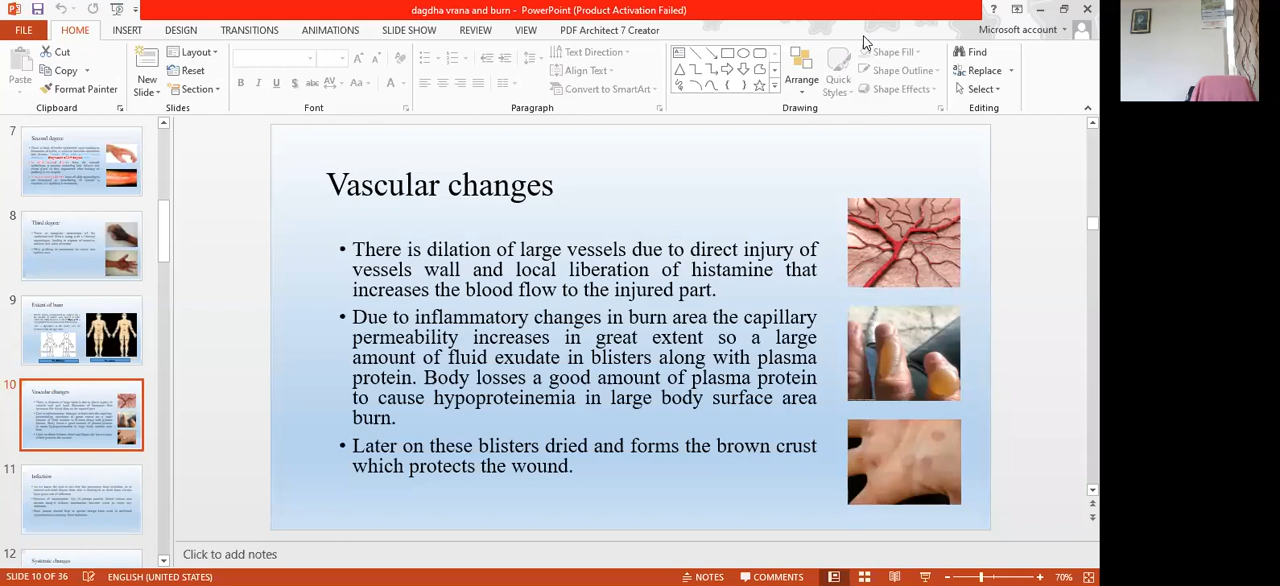 dagdha vrana and burn - PowerPoint (Product Activation Failed)
FILE HOME INSERT DESIGN TRANSITIONS ANIMATIONS SLIDE SHOW REVIEW VIEW PDF Architect 7 Creator Microsoft account
Paste Cut Copy Format Painter
Clipboard
New Slide Layout Reset Section
Slides
Font
Text Direction Align Text Convert to SmartArt
Paragraph
Arrange Quick Styles Shape Fill Shape Outline Shape Effects
Drawing
Find Replace Select
Editing
7
Second degree
8
Third degree
9
Extent of burn
10
Vascular changes
11
Infection
12
Systemic changes
Vascular changes
• There is dilation of large vessels due to direct injury of
vessels wall and local liberation of histamine that
increases the blood flow to the injured part.
• Due to inflammatory changes in burn area the capillary
permeability increases in great extent so a large
amount of fluid exudate in blisters along with plasma
protein. Body losses a good amount of plasma protein
to cause hypoproteinemia in large body surface area
burn.
• Later on these blisters dried and forms the brown crust
which protects the wound.
Click to add notes
SLIDE 10 OF 36 ENGLISH (UNITED STATES) NOTES COMMENTS 70%